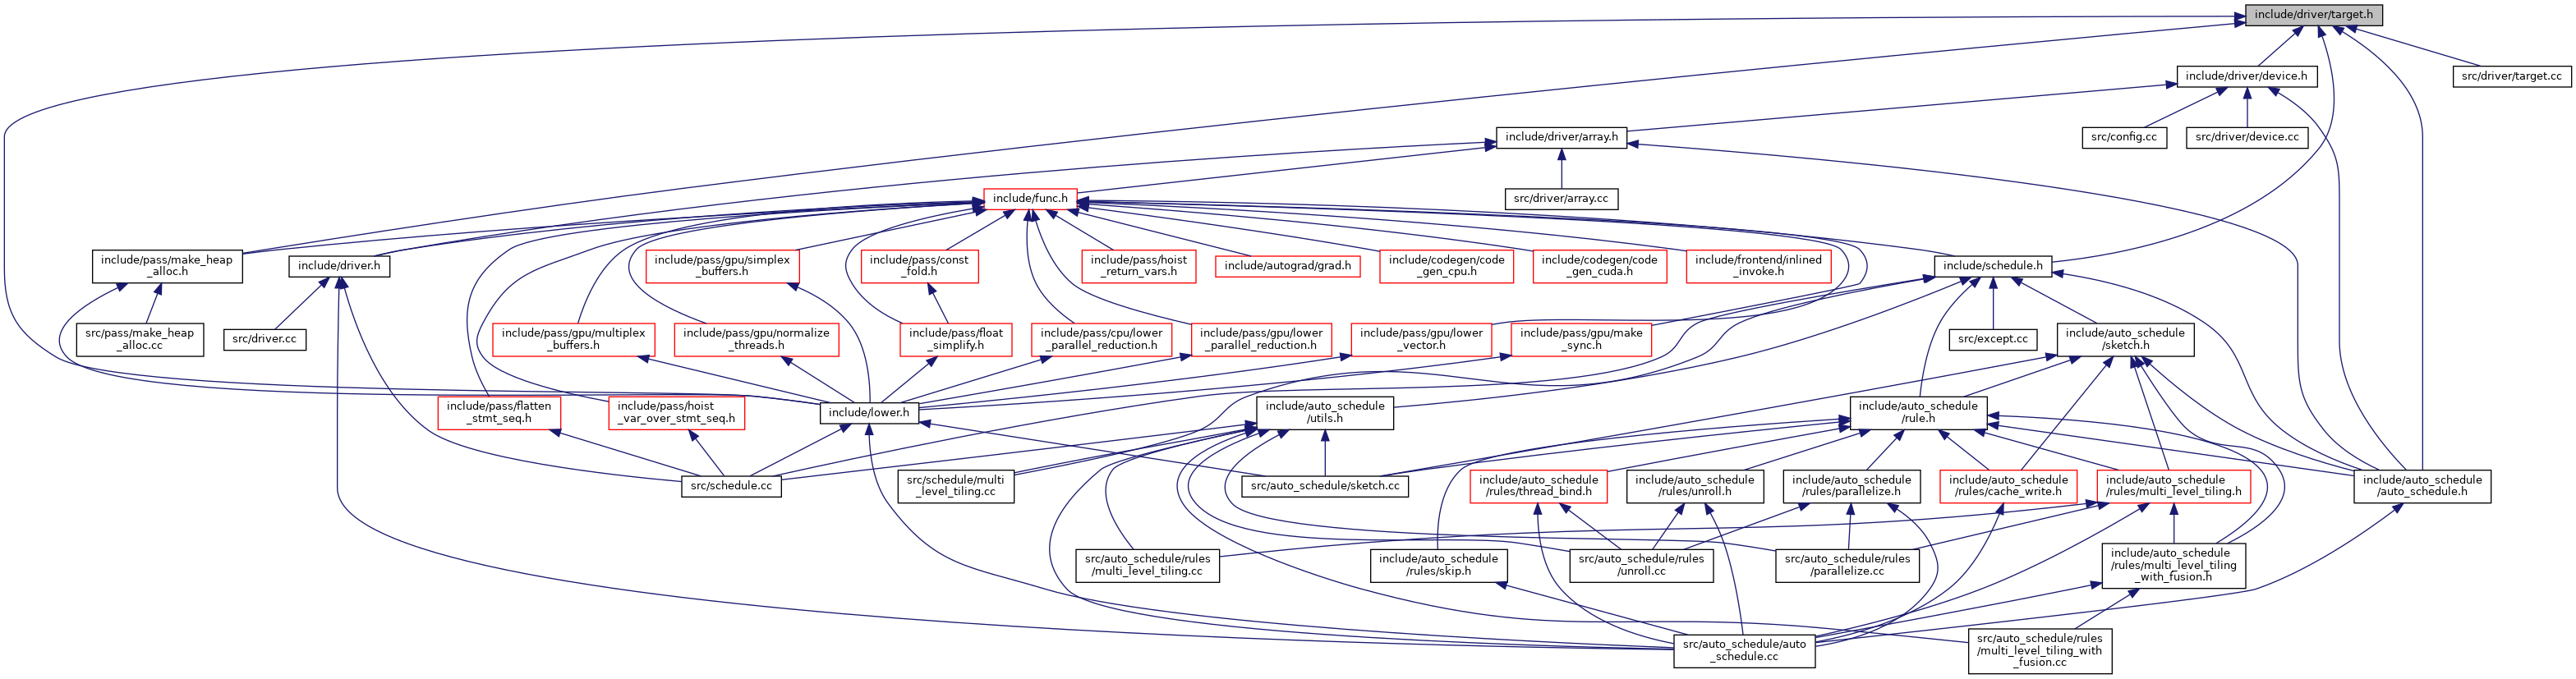 include/driver/target.h
include/driver/device.h
src/driver/target.cc
include/driver/array.h
src/config.cc
src/driver/device.cc
include/func.h
src/driver/array.cc
include/pass/make_heap
_alloc.h
include/driver.h
include/pass/gpu/simplex
_buffers.h
include/pass/const
_fold.h
include/pass/hoist
_return_vars.h
include/autograd/grad.h
include/codegen/code
_gen_cpu.h
include/codegen/code
_gen_cuda.h
include/frontend/inlined
_invoke.h
include/schedule.h
src/pass/make_heap
_alloc.cc
src/driver.cc
include/pass/gpu/multiplex
_buffers.h
include/pass/gpu/normalize
_threads.h
include/pass/float
_simplify.h
include/pass/cpu/lower
_parallel_reduction.h
include/pass/gpu/lower
_parallel_reduction.h
include/pass/gpu/lower
_vector.h
include/pass/gpu/make
_sync.h
src/except.cc
include/auto_schedule
/sketch.h
include/pass/flatten
_stmt_seq.h
include/pass/hoist
_var_over_stmt_seq.h
include/lower.h
include/auto_schedule
/utils.h
include/auto_schedule
/rule.h
src/schedule.cc
src/schedule/multi
_level_tiling.cc
src/auto_schedule/sketch.cc
include/auto_schedule
/rules/thread_bind.h
include/auto_schedule
/rules/unroll.h
include/auto_schedule
/rules/parallelize.h
include/auto_schedule
/rules/cache_write.h
include/auto_schedule
/rules/multi_level_tiling.h
include/auto_schedule
/auto_schedule.h
src/auto_schedule/rules
/multi_level_tiling.cc
include/auto_schedule
/rules/skip.h
src/auto_schedule/rules
/unroll.cc
src/auto_schedule/rules
/parallelize.cc
include/auto_schedule
/rules/multi_level_tiling
_with_fusion.h
src/auto_schedule/auto
_schedule.cc
src/auto_schedule/rules
/multi_level_tiling_with
_fusion.cc